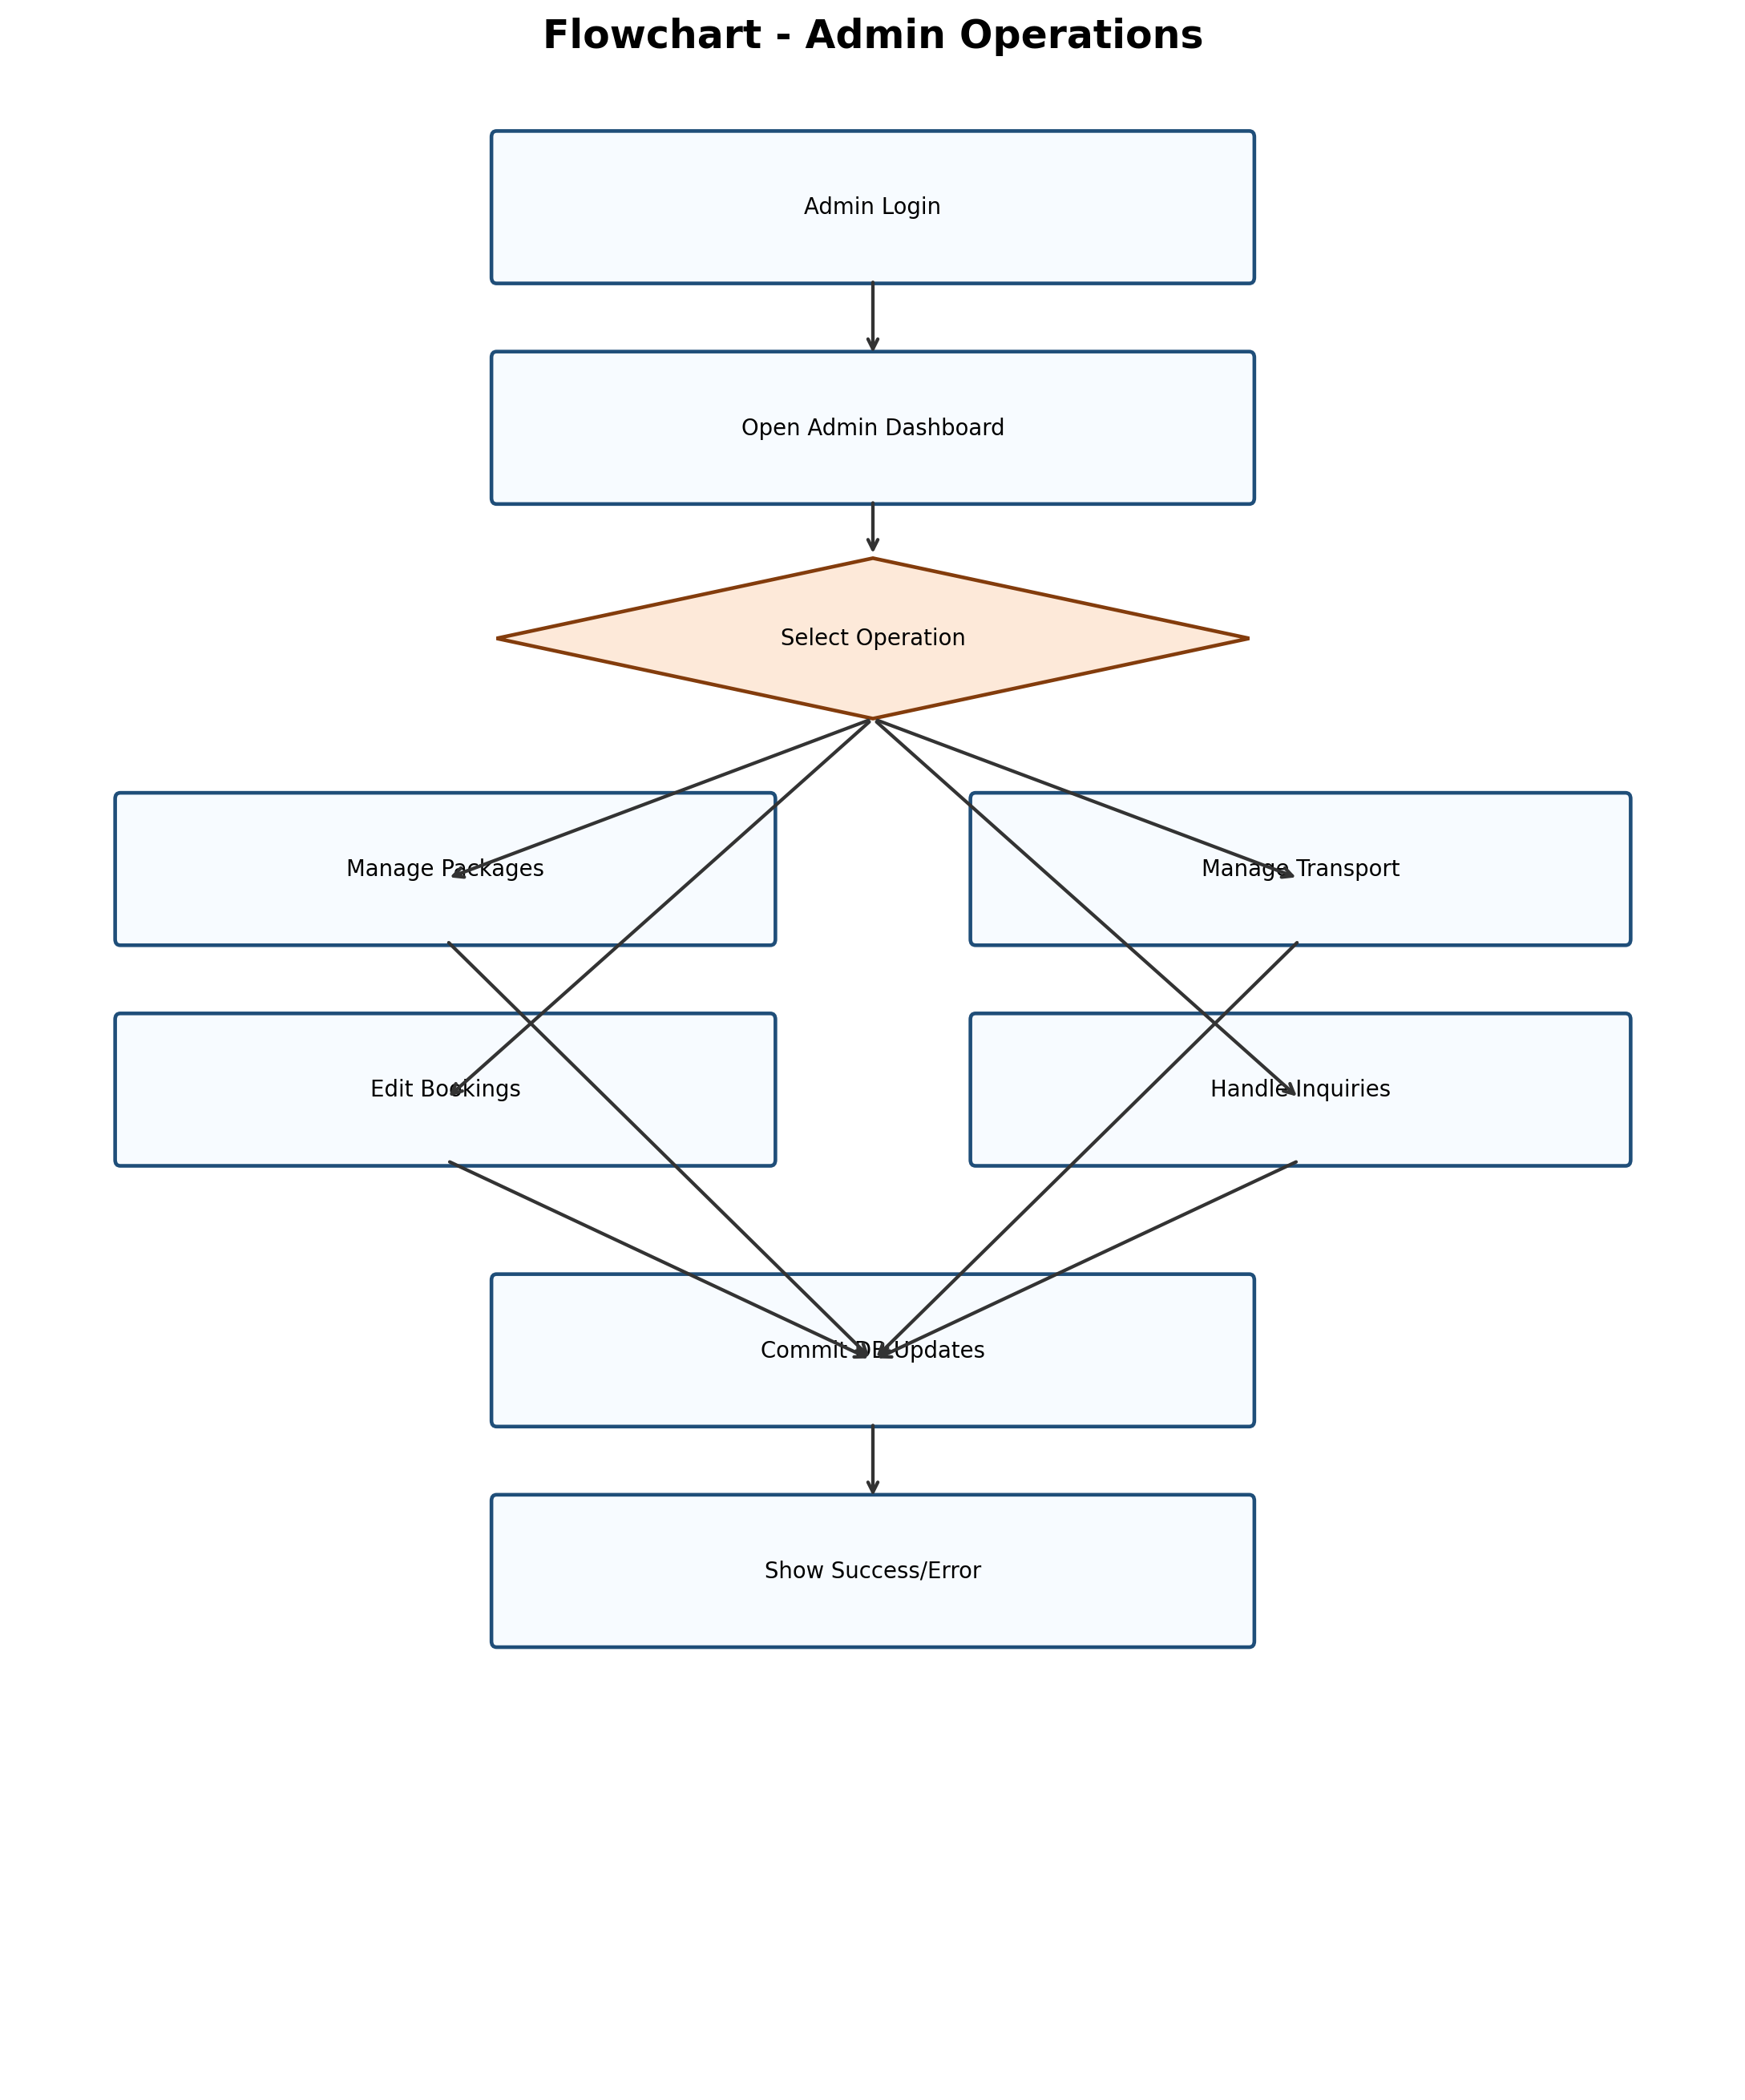 Flowchart - Admin Operations
Admin Login
Open Admin Dashboard
Select Operation
Manage Packages
Manage Transport
Edit Bookings
Handle Inquiries
Commit DB Updates
Show Success/Error